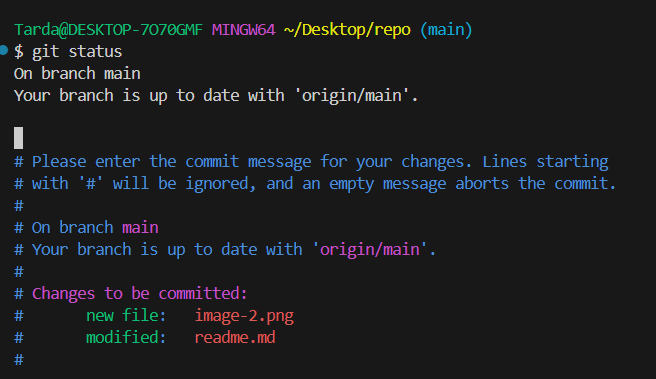 Tarda@DESKTOP-7O70GMF MINGW64 ~/Desktop/repo (main)
$ git status
On branch main
Your branch is up to date with 'origin/main'.
# Please enter the commit message for your changes. Lines starting
# with '#' will be ignored, and an empty message aborts the commit.
#
# On branch main
# Your branch is up to date with 'origin/main'.
#
# Changes to be committed:
#       new file:   image-2.png
#       modified:   readme.md
#